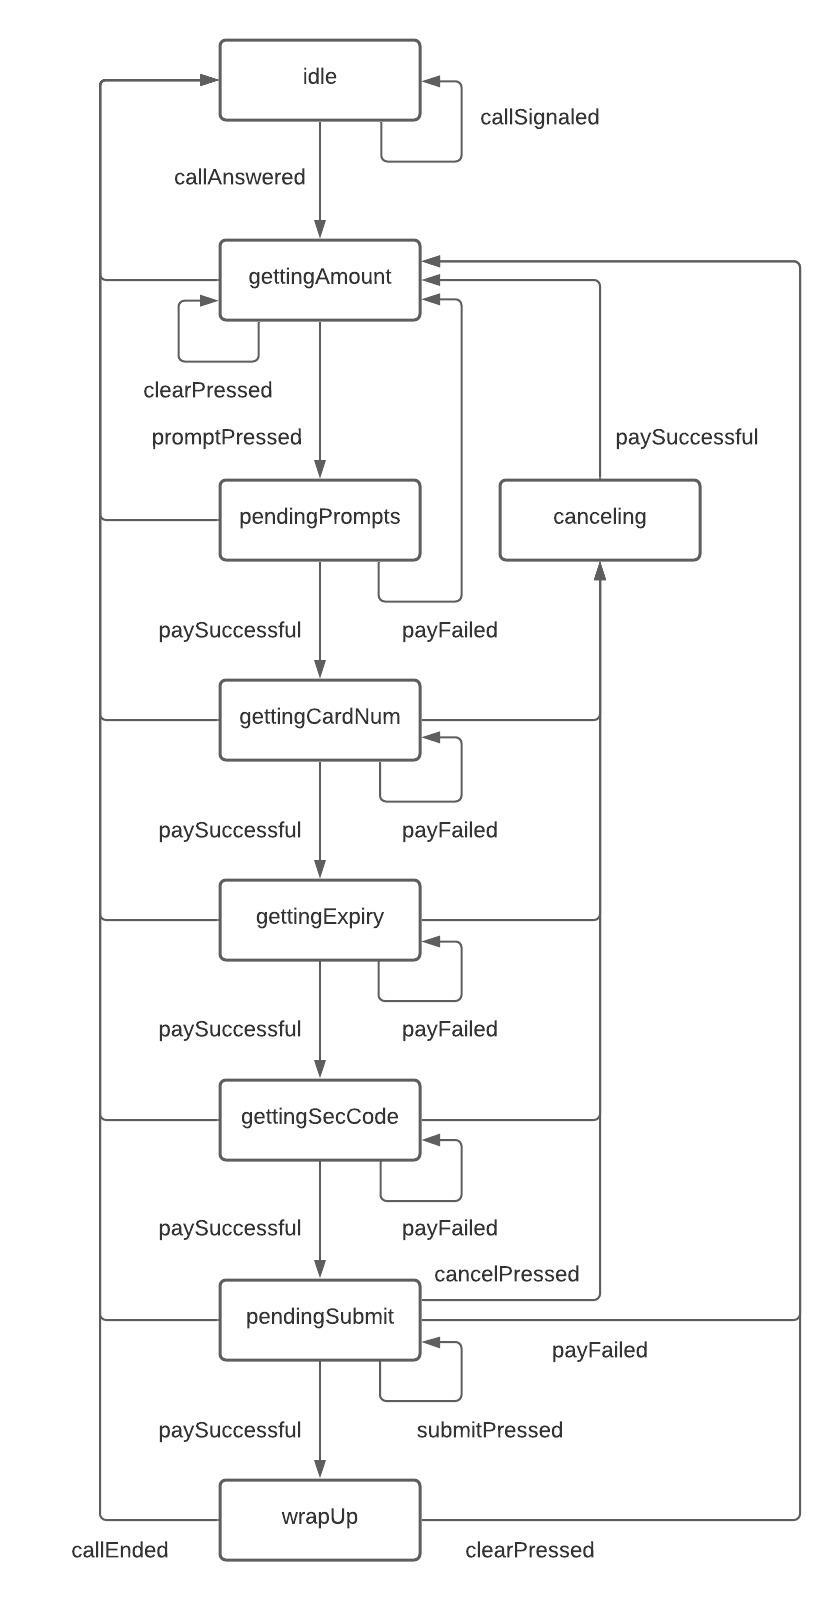 idle
callSignaled
callAnswered
gettingAmount
clearPressed
promptPressed
paySuccessful
pendingPrompts
canceling
paySuccessful
payFailed
gettingCardNum
paySuccessful
payFailed
gettingExpiry
paySuccessful
payFailed
gettingSecCode
paySuccessful
payFailed
cancelPressed
pendingSubmit
payFailed
paySuccessful
submitPressed
wrapUp
callEnded
clearPressed